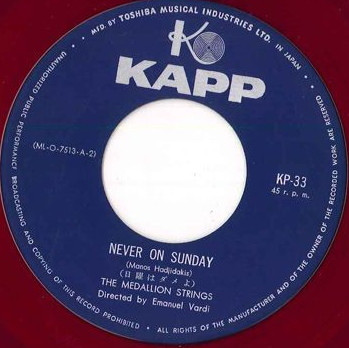 MFD. BY TOSHIBA MUSICAL INDUSTRIES LTD. IN JAPAN.
K
KAPP
(ML-O-7513-A-2)
KP-33
45 r. p. m.
NEVER ON SUNDAY
(Manos Hadjidakis)
(日曜はダメよ)
THE MEDALLION STRINGS
Directed by Emanuel Vardi
UNAUTHORIZED PUBLIC PERFORMANCE BROADCASTING AND COPYING OF THIS RECORD PROHIBITED • ALL RIGHTS OF THE MANUFACTURER AND OF THE OWNER OF THE RECORDED WORK ARE RESERVED